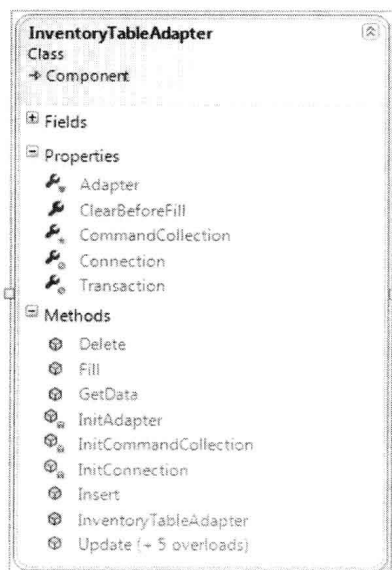 InventoryTableAdapter
Class
Component
Fields
Properties
Adapter
ClearBeforeFill
CommandCollection
Connection
Transaction
Methods
Delete
Fill
GetData
InitAdapter
InitCommandCollection
InitConnection
Insert
InventoryTableAdapter
Update (+ 5 overloads)